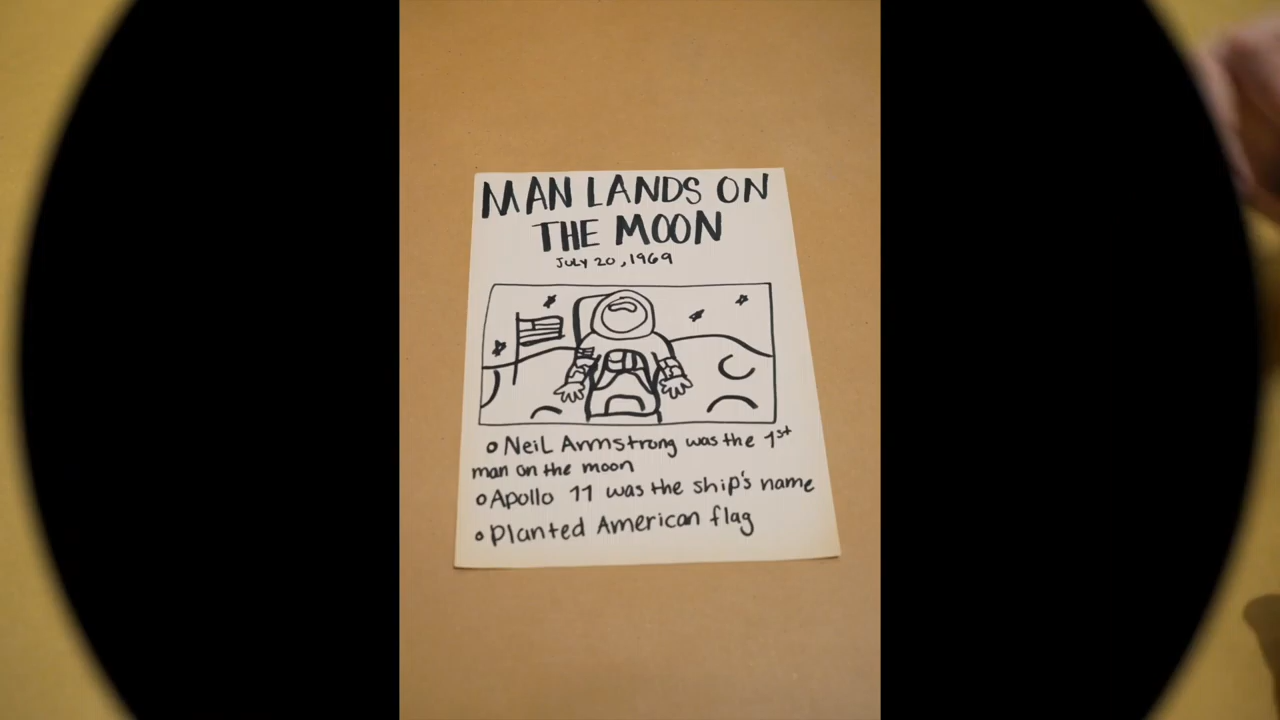 MAN LANDS ON
THE MOON
JULY 20, 1969
o Neil Armstrong was the 1st
man on the moon
o Apollo 11 was the ship's name
o Planted American flag